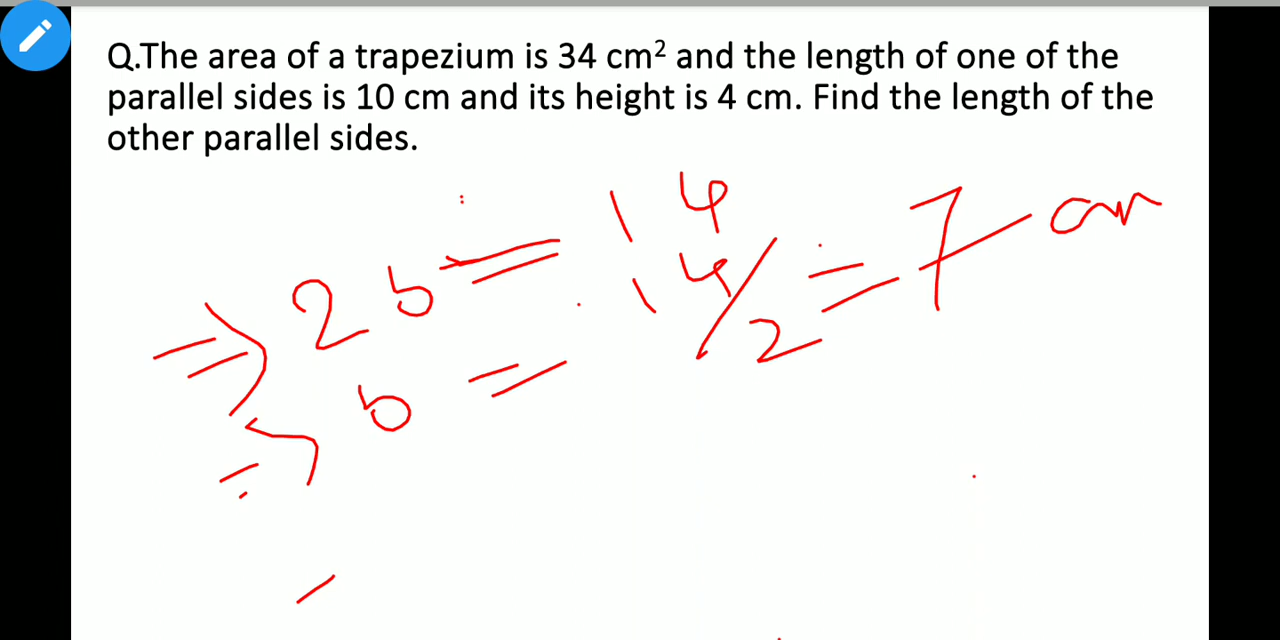 Q.The area of a trapezium is 34 cm² and the length of one of the
parallel sides is 10 cm and its height is 4 cm. Find the length of the
other parallel sides.
⇒ 2b = 14
⇒ b = 14/2 = 7 cm